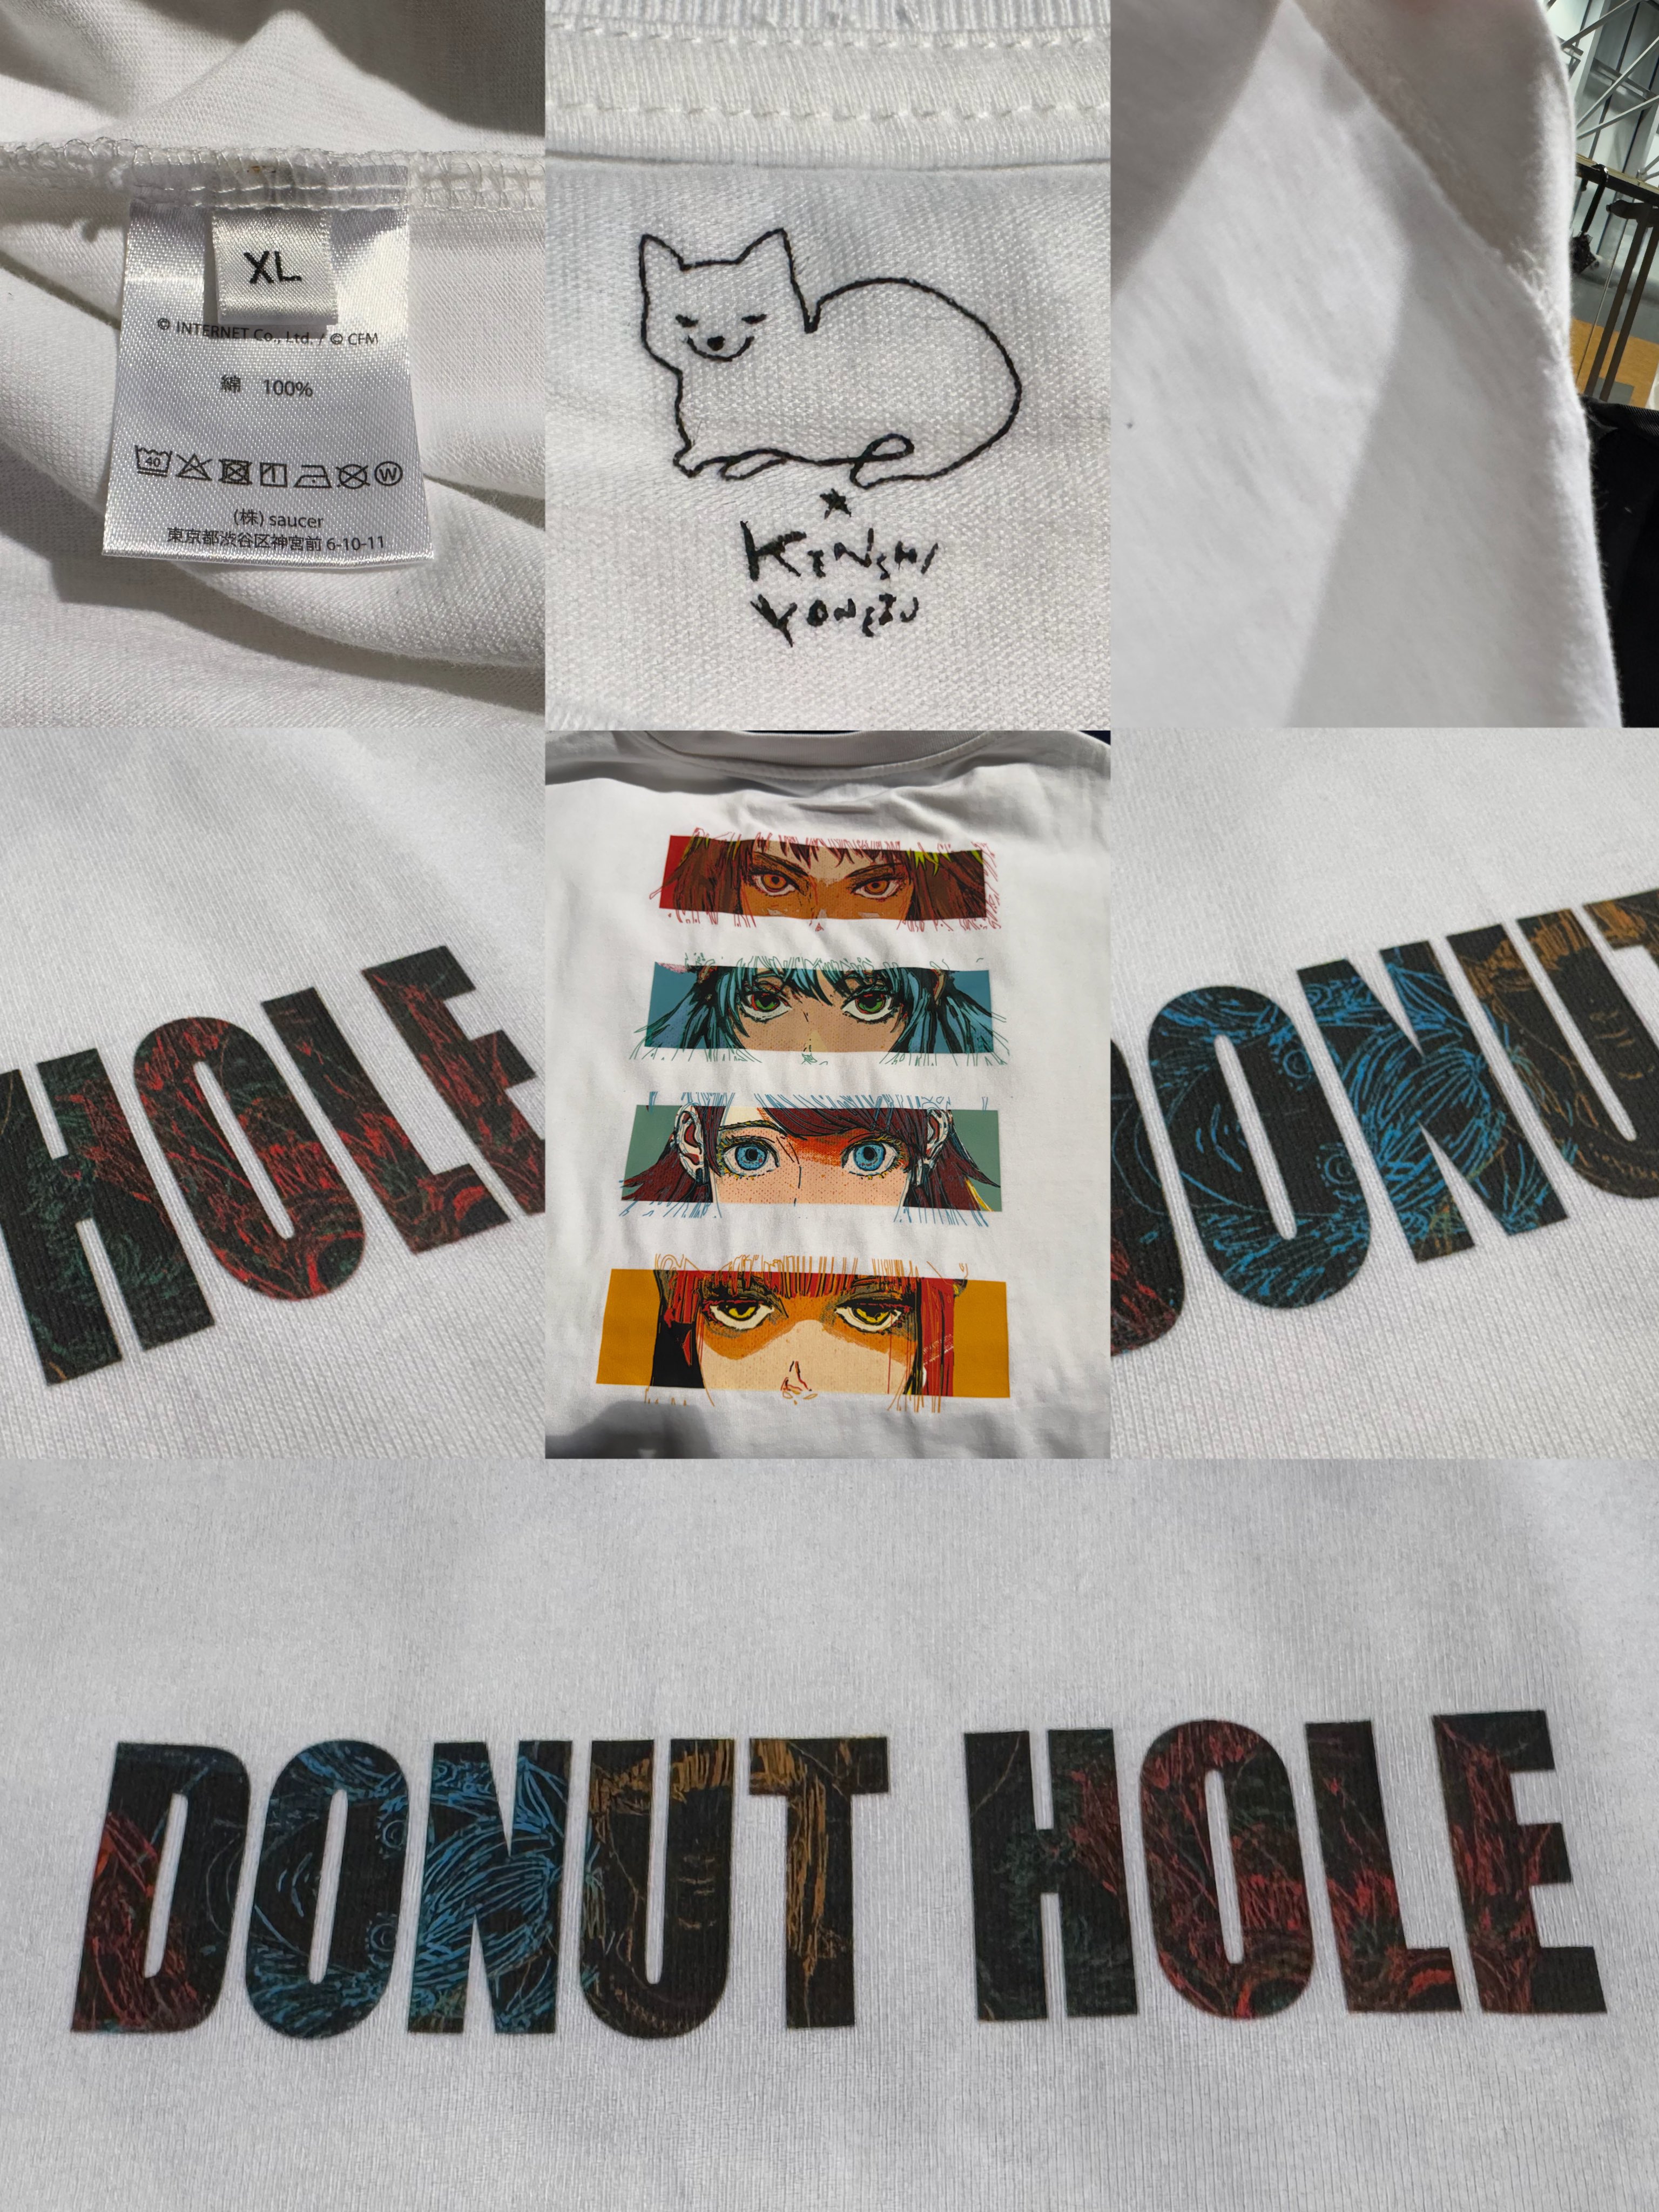 XL
© INTERNET Co., Ltd. / © CFM
綿 100%
40
W
(株) saucer
東京都渋谷区神宮前 6-10-11
KENSHI
YONEZU
HOLE
DONUT
DONUT HOLE